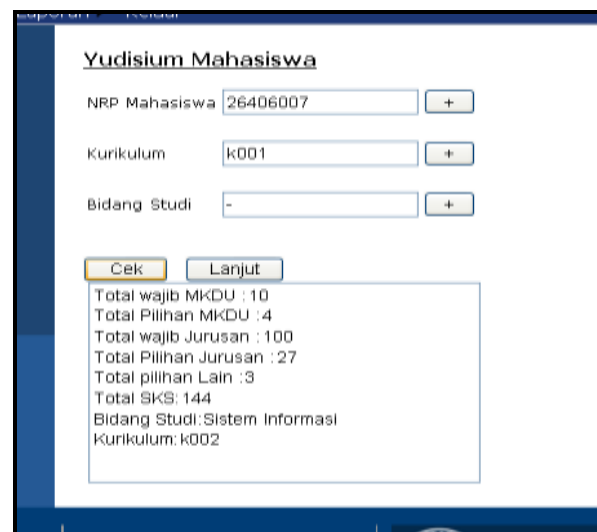 Laporan Keluar
Yudisium Mahasiswa
NRP Mahasiswa 26406007 +
Kurikulum k001 +
Bidang Studi - +
Cek Lanjut
Total wajib MKDU : 10
Total Pilihan MKDU :4
Total wajib Jurusan : 100
Total Pilihan Jurusan : 27
Total pilihan Lain :3
Total SKS: 144
Bidang Studi:Sistem Informasi
Kurikulum: k002